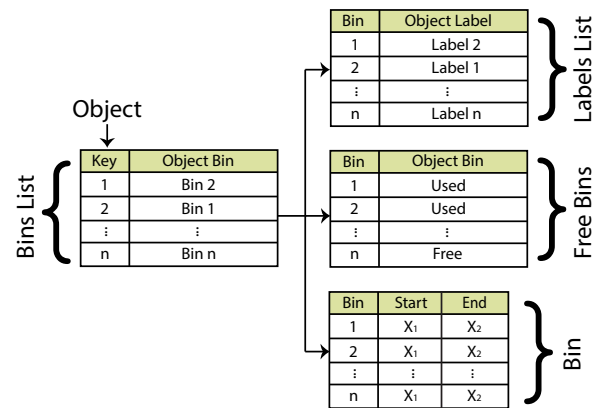 Object
Bins List
Key Object Bin
1 Bin 2
2 Bin 1
⋮ ⋮
n Bin n
Bin Object Label
1 Label 2
2 Label 1
⋮ ⋮
n Label n
Labels List
Bin Object Bin
1 Used
2 Used
⋮ ⋮
n Free
Free Bins
Bin Start End
1 X₁ X₂
2 X₁ X₂
⋮ ⋮ ⋮
n X₁ X₂
Bin